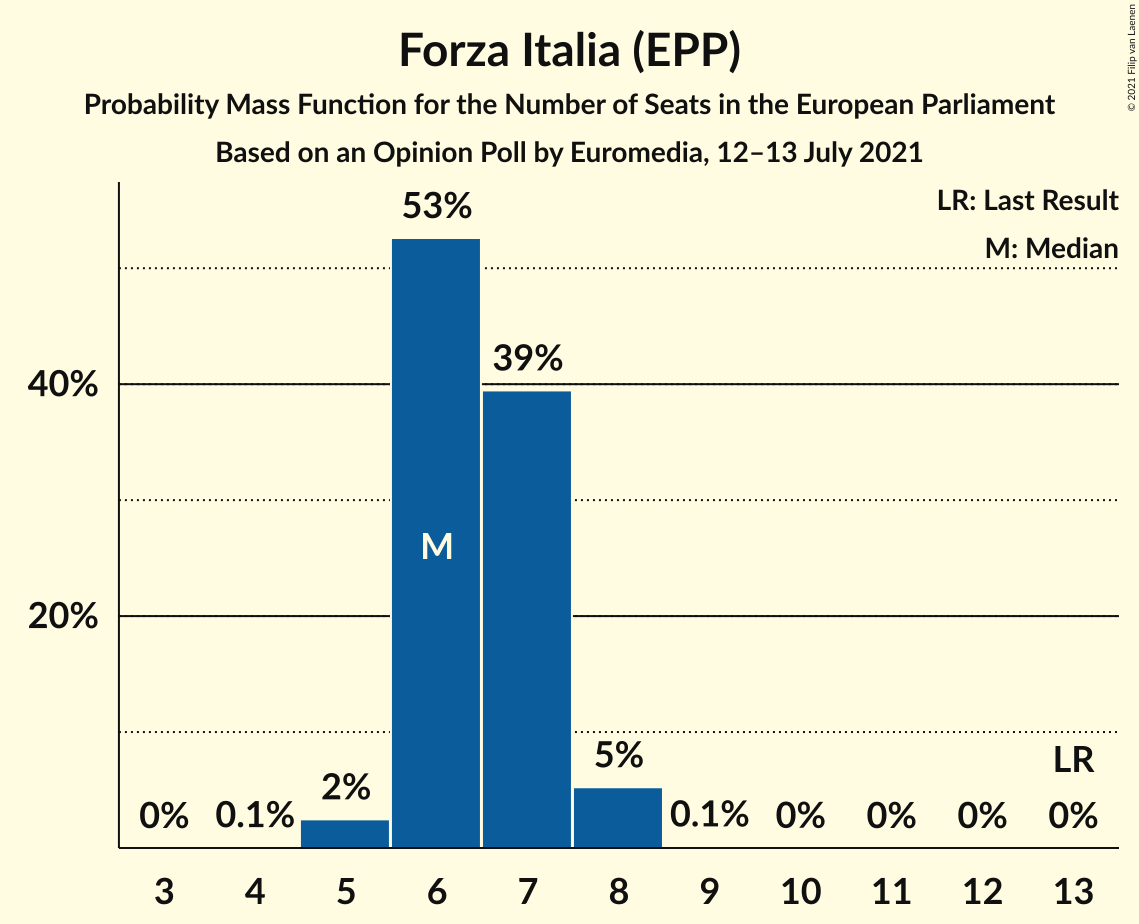 Forza Italia (EPP)
Probability Mass Function for the Number of Seats in the European Parliament
Based on an Opinion Poll by Euromedia, 12–13 July 2021
© 2021 Filip van Laenen
LR: Last Result
M: Median
53%
39%
40%
M
20%
5%
LR
2%
0% 0.1% 0.1% 0% 0% 0% 0%
3 4 5 6 7 8 9 10 11 12 13